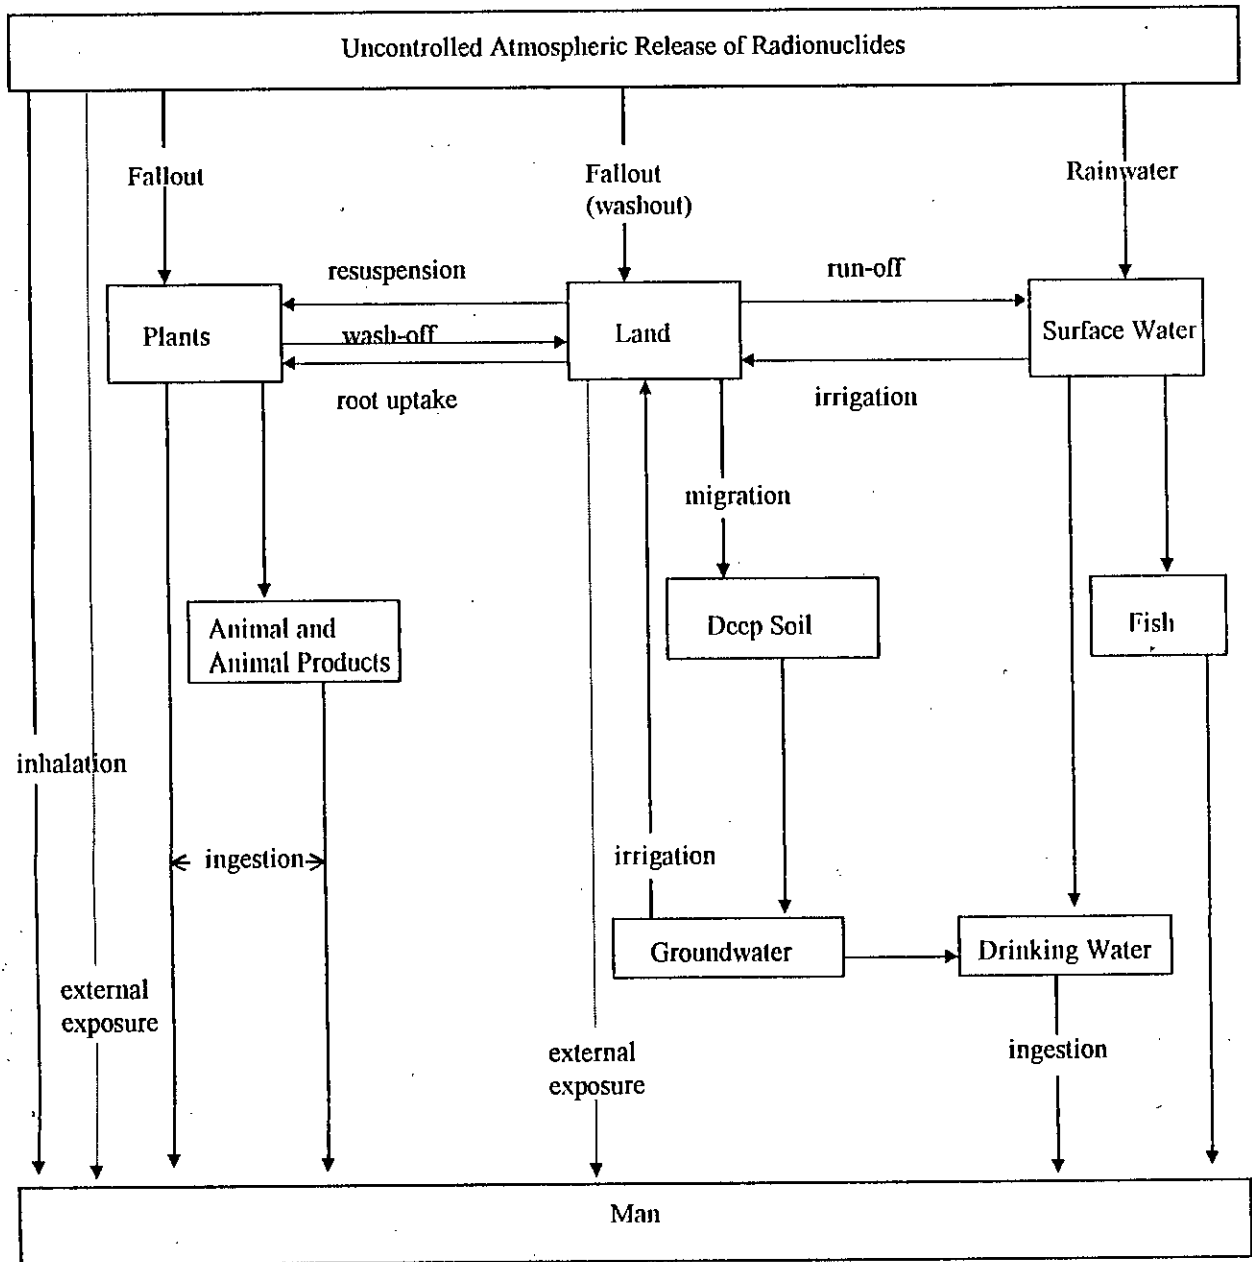 Uncontrolled Atmospheric Release of Radionuclides
Fallout
Fallout
(washout)
Rainwater
resuspension
run-off
Plants
wash-off
Land
Surface Water
root uptake
irrigation
migration
Animal and
Animal Products
Deep Soil
Fish
inhalation
ingestion
irrigation
Groundwater
Drinking Water
external
exposure
external
exposure
ingestion
Man